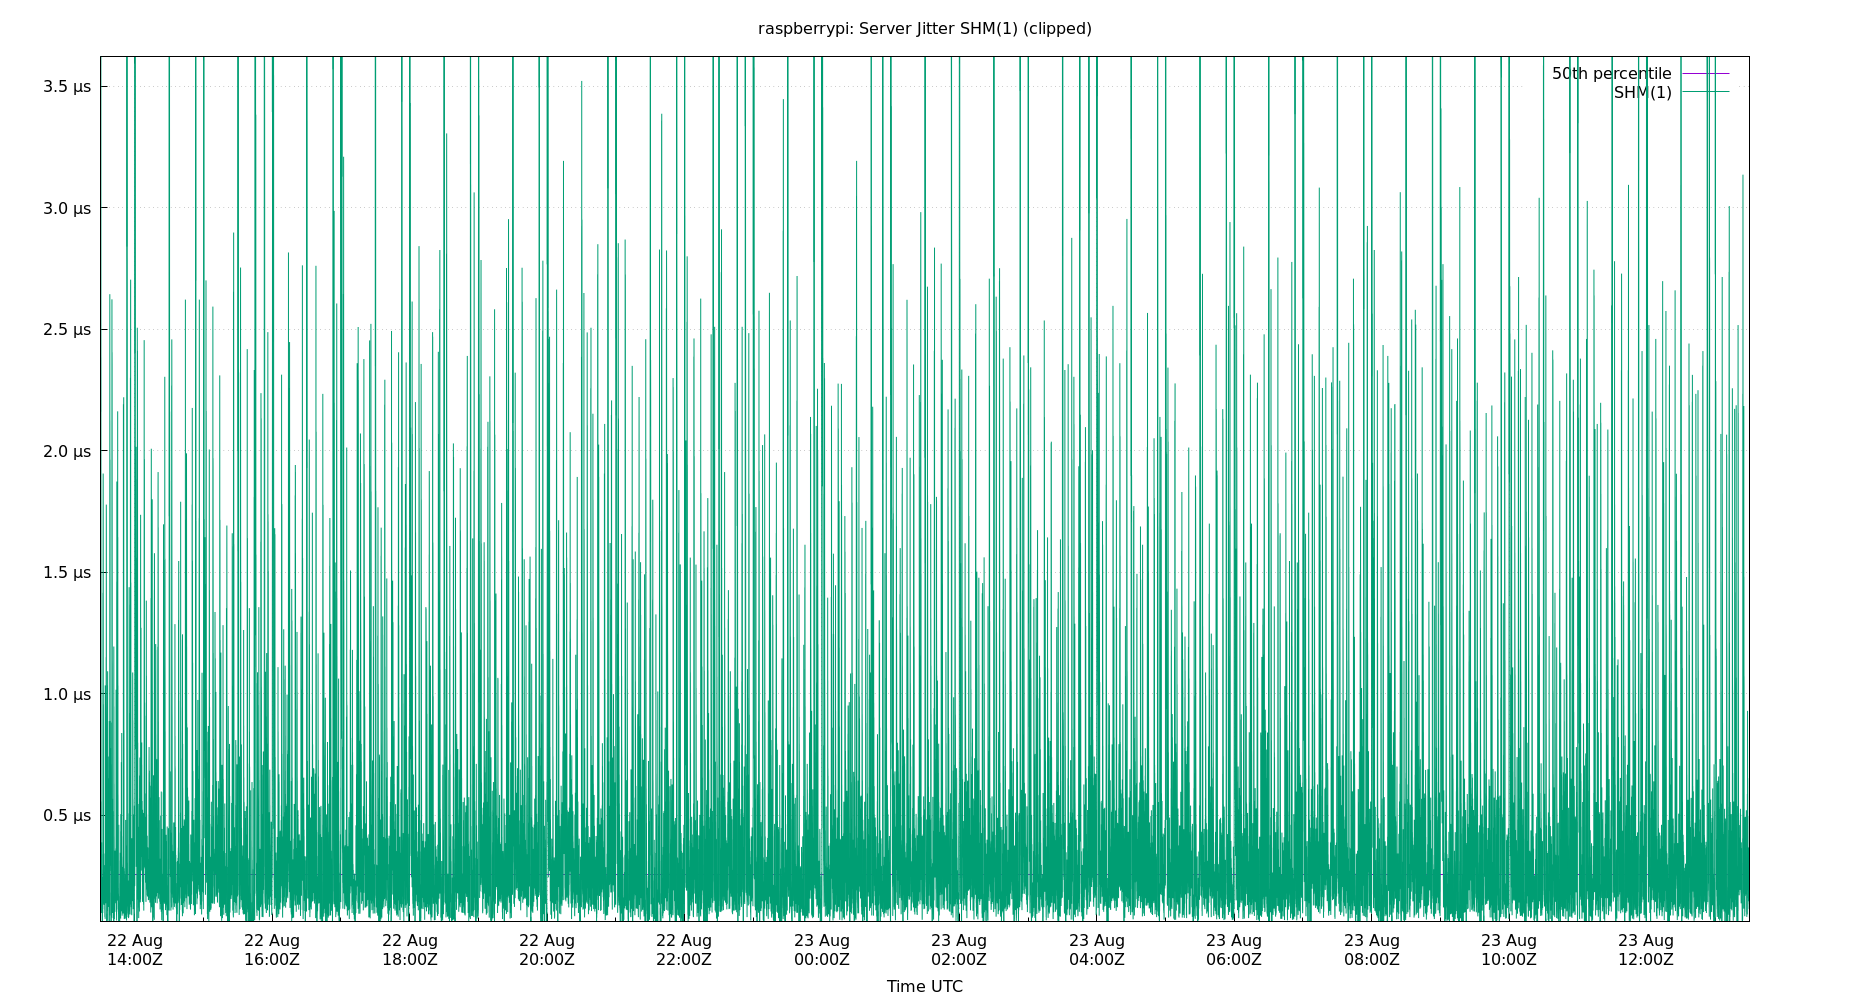 raspberrypi: Server Jitter SHM(1) (clipped)
50th percentile
SHM(1)
3.5 µs
3.0 µs
2.5 µs
2.0 µs
1.5 µs
1.0 µs
0.5 µs
22 Aug 22 Aug 22 Aug 22 Aug 22 Aug 23 Aug 23 Aug 23 Aug 23 Aug 23 Aug 23 Aug 23 Aug
14:00Z 16:00Z 18:00Z 20:00Z 22:00Z 00:00Z 02:00Z 04:00Z 06:00Z 08:00Z 10:00Z 12:00Z
Time UTC